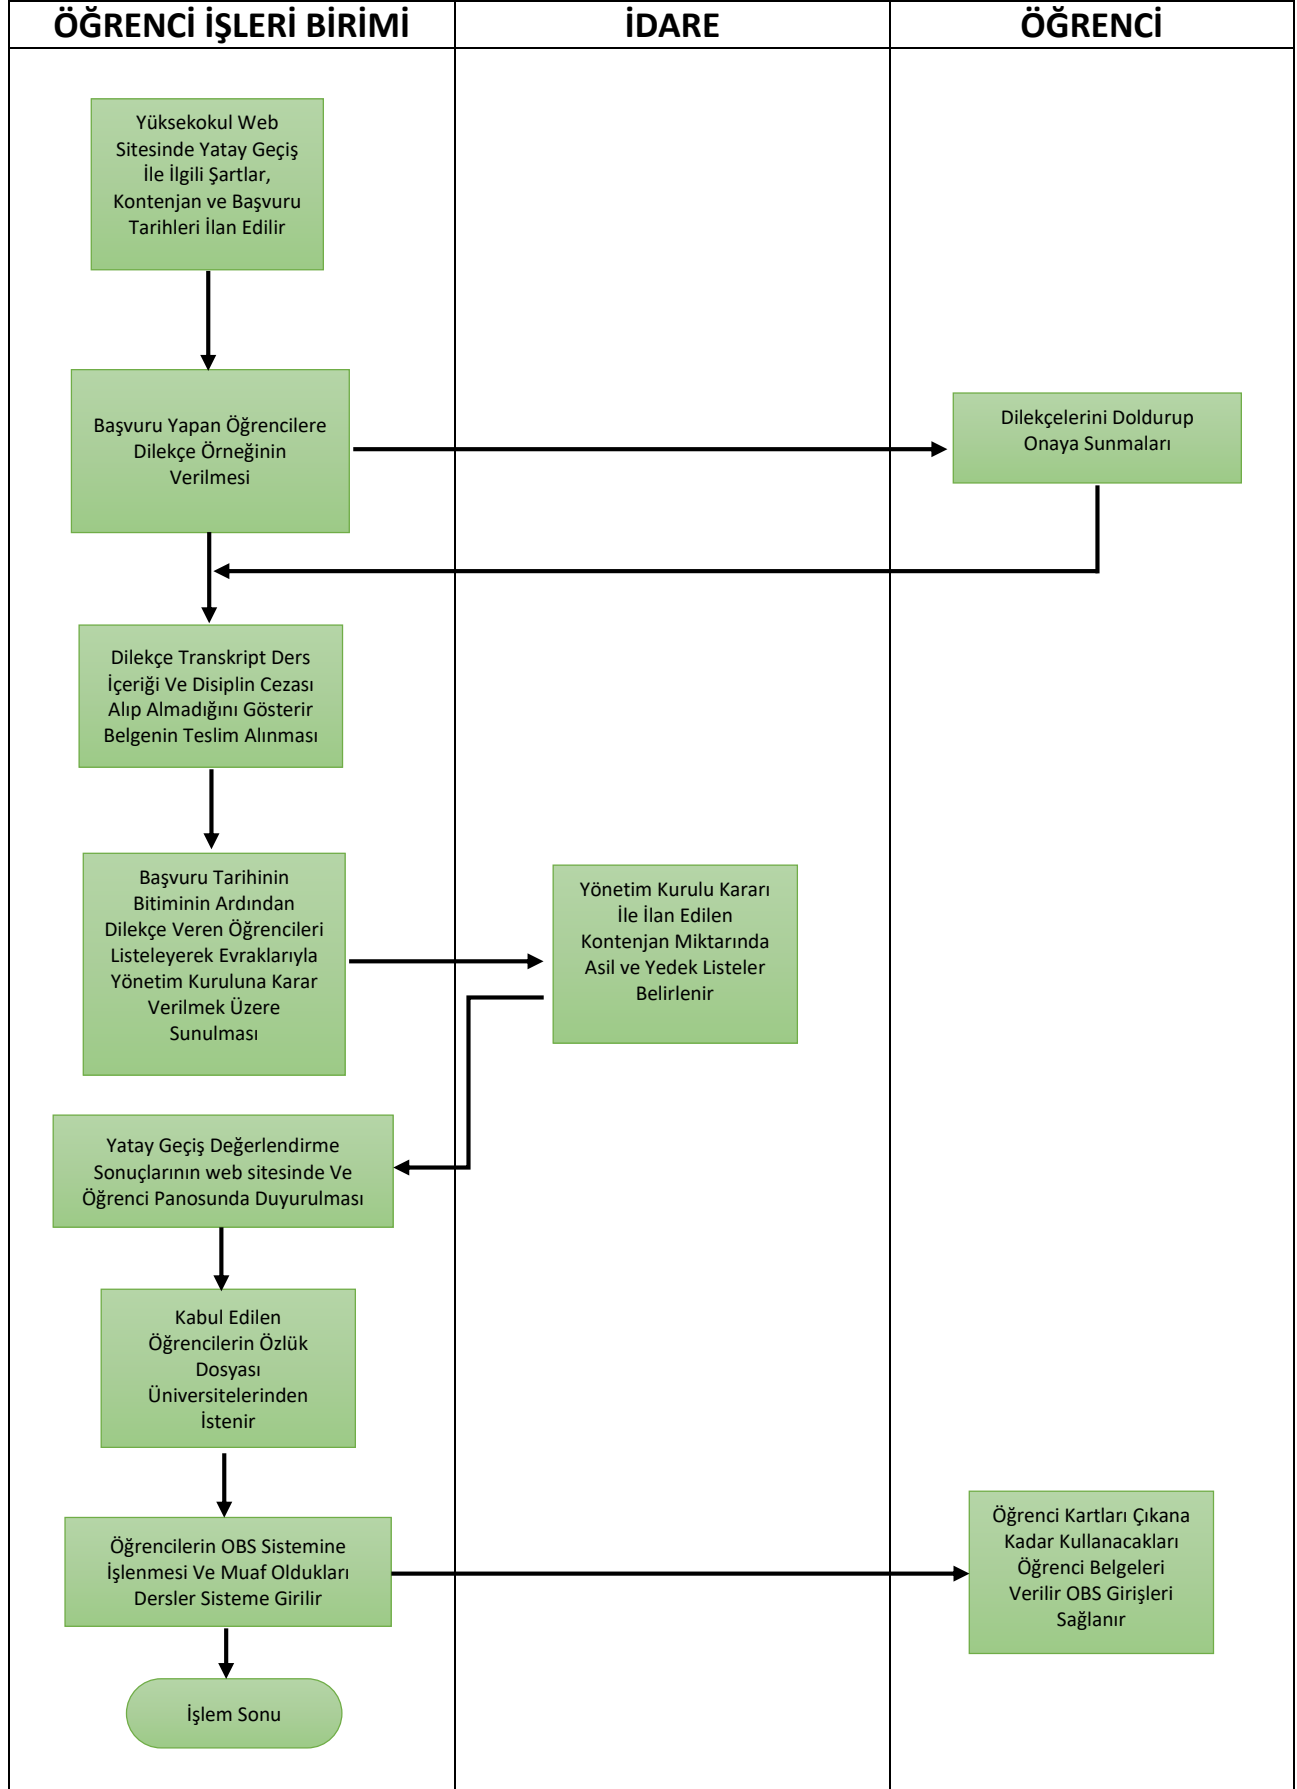 ÖĞRENCİ İŞLERİ BİRİMİ
İDARE
ÖĞRENCİ
Yüksekokul Web
Sitesinde Yatay Geçiş
İle İlgili Şartlar,
Kontenjan ve Başvuru
Tarihleri İlan Edilir
Başvuru Yapan Öğrencilere
Dilekçe Örneğinin
Verilmesi
Dilekçelerini Doldurup
Onaya Sunmaları
Dilekçe Transkript Ders
İçeriği Ve Disiplin Cezası
Alıp Almadığını Gösterir
Belgenin Teslim Alınması
Başvuru Tarihinin
Bitiminin Ardından
Dilekçe Veren Öğrencileri
Listeleyerek Evraklarıyla
Yönetim Kuruluna Karar
Verilmek Üzere
Sunulması
Yönetim Kurulu Kararı
İle İlan Edilen
Kontenjan Miktarında
Asil ve Yedek Listeler
Belirlenir
Yatay Geçiş Değerlendirme
Sonuçlarının web sitesinde Ve
Öğrenci Panosunda Duyurulması
Kabul Edilen
Öğrencilerin Özlük
Dosyası
Üniversitelerinden
İstenir
Öğrencilerin OBS Sistemine
İşlenmesi Ve Muaf Oldukları
Dersler Sisteme Girilir
Öğrenci Kartları Çıkana
Kadar Kullanacakları
Öğrenci Belgeleri
Verilir OBS Girişleri
Sağlanır
İşlem Sonu